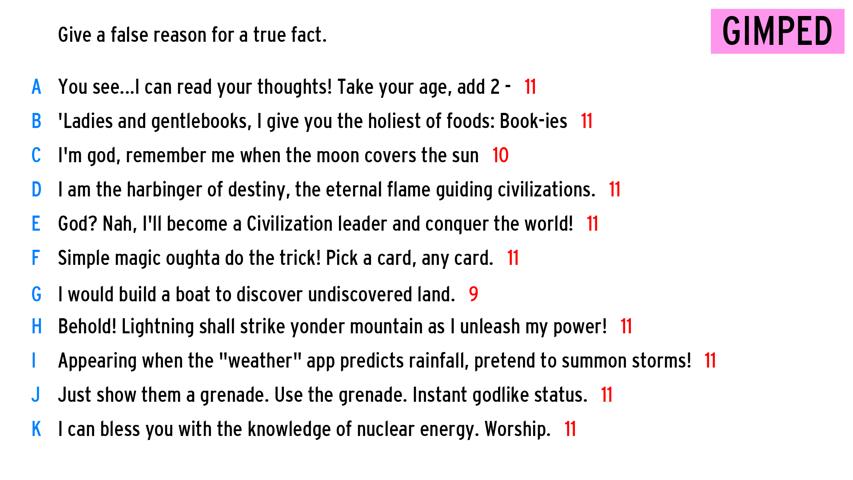 Give a false reason for a true fact.
GIMPED
A You see...I can read your thoughts! Take your age, add 2 - 11
B 'Ladies and gentlebooks, I give you the holiest of foods: Book-ies 11
C I'm god, remember me when the moon covers the sun 10
D I am the harbinger of destiny, the eternal flame guiding civilizations. 11
E God? Nah, I'll become a Civilization leader and conquer the world! 11
F Simple magic oughta do the trick! Pick a card, any card. 11
G I would build a boat to discover undiscovered land. 9
H Behold! Lightning shall strike yonder mountain as I unleash my power! 11
I Appearing when the "weather" app predicts rainfall, pretend to summon storms! 11
J Just show them a grenade. Use the grenade. Instant godlike status. 11
K I can bless you with the knowledge of nuclear energy. Worship. 11